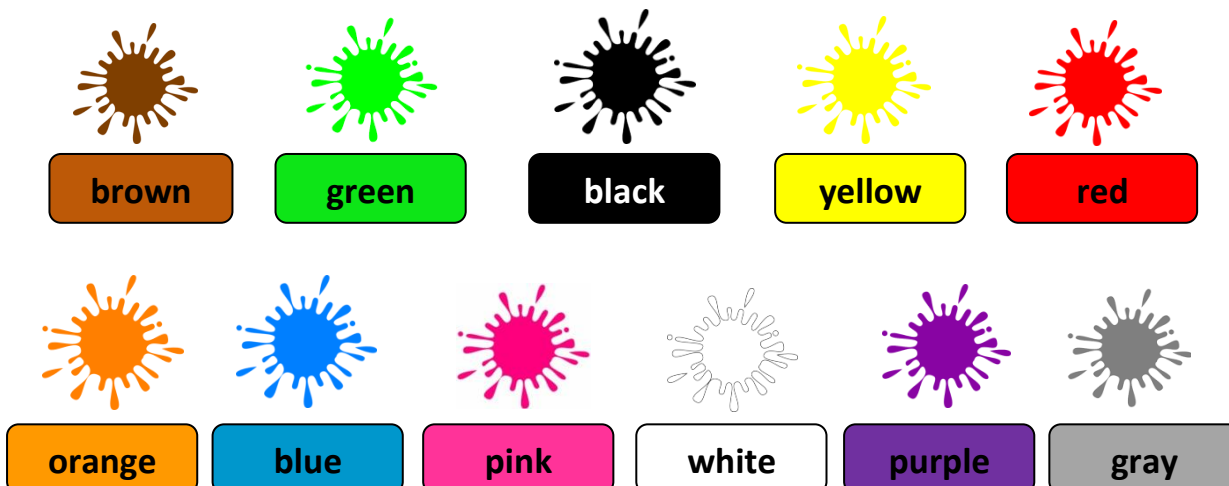 brown green black yellow red
orange blue pink white purple gray